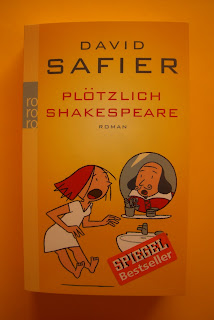 DAVID
SAFIER
PLÖTZLICH
SHAKESPEARE
ROMAN
rororo
SPIEGEL
Bestseller